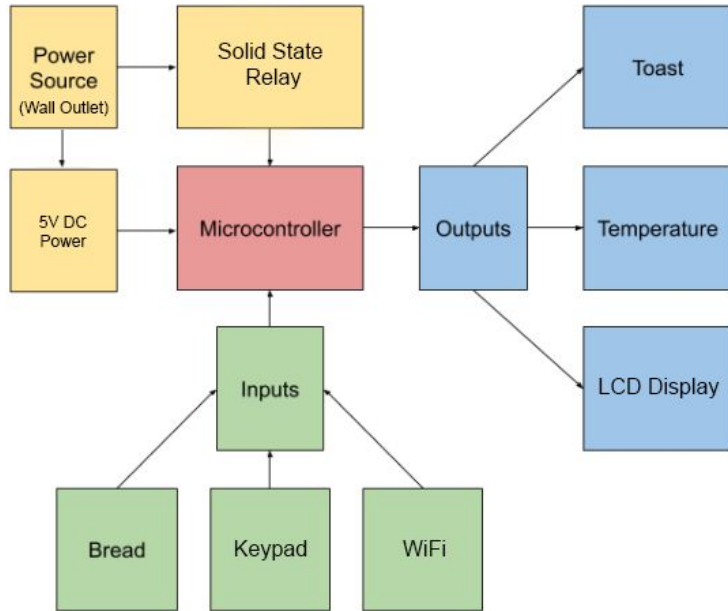 Power
Source
(Wall Outlet)
Solid State
Relay
Toast
5V DC
Power
Microcontroller
Outputs
Temperature
Inputs
LCD Display
Bread
Keypad
WiFi